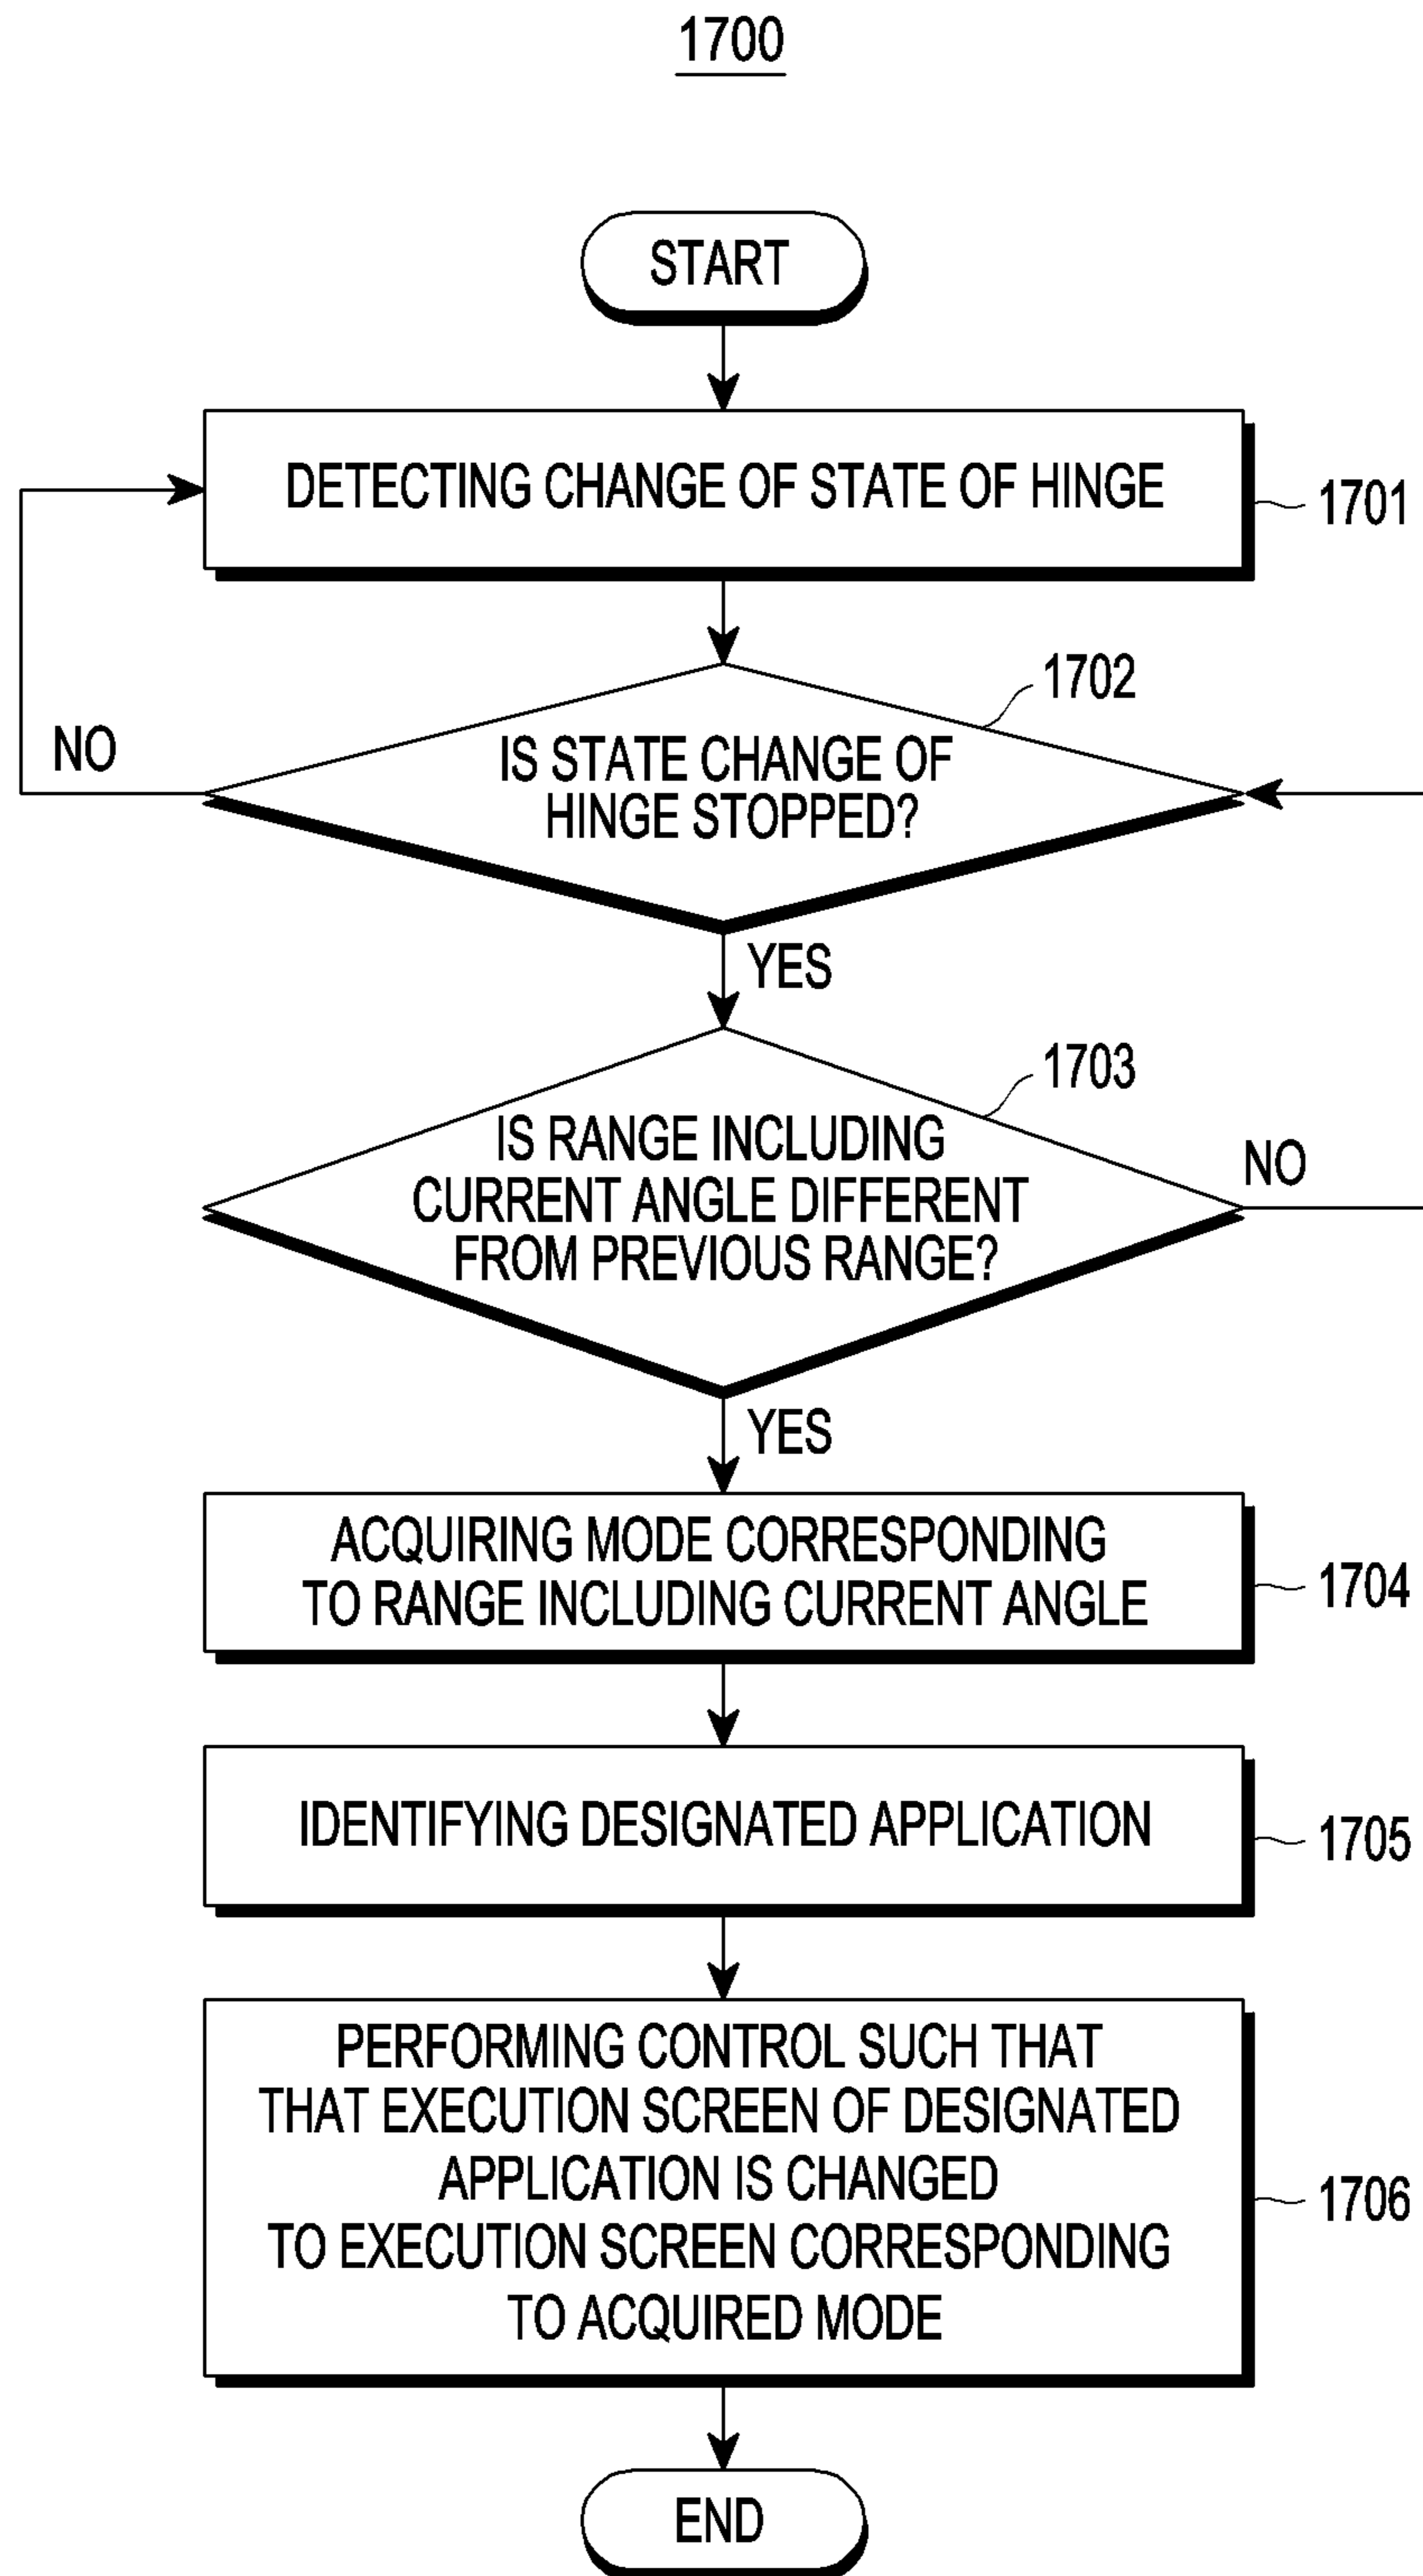 1700
START
DETECTING CHANGE OF STATE OF HINGE
1701
1702
IS STATE CHANGE OF
HINGE STOPPED?
NO
YES
1703
IS RANGE INCLUDING
CURRENT ANGLE DIFFERENT
FROM PREVIOUS RANGE?
NO
YES
ACQUIRING MODE CORRESPONDING
TO RANGE INCLUDING CURRENT ANGLE
1704
IDENTIFYING DESIGNATED APPLICATION
1705
PERFORMING CONTROL SUCH THAT
THAT EXECUTION SCREEN OF DESIGNATED
APPLICATION IS CHANGED
TO EXECUTION SCREEN CORRESPONDING
TO ACQUIRED MODE
1706
END